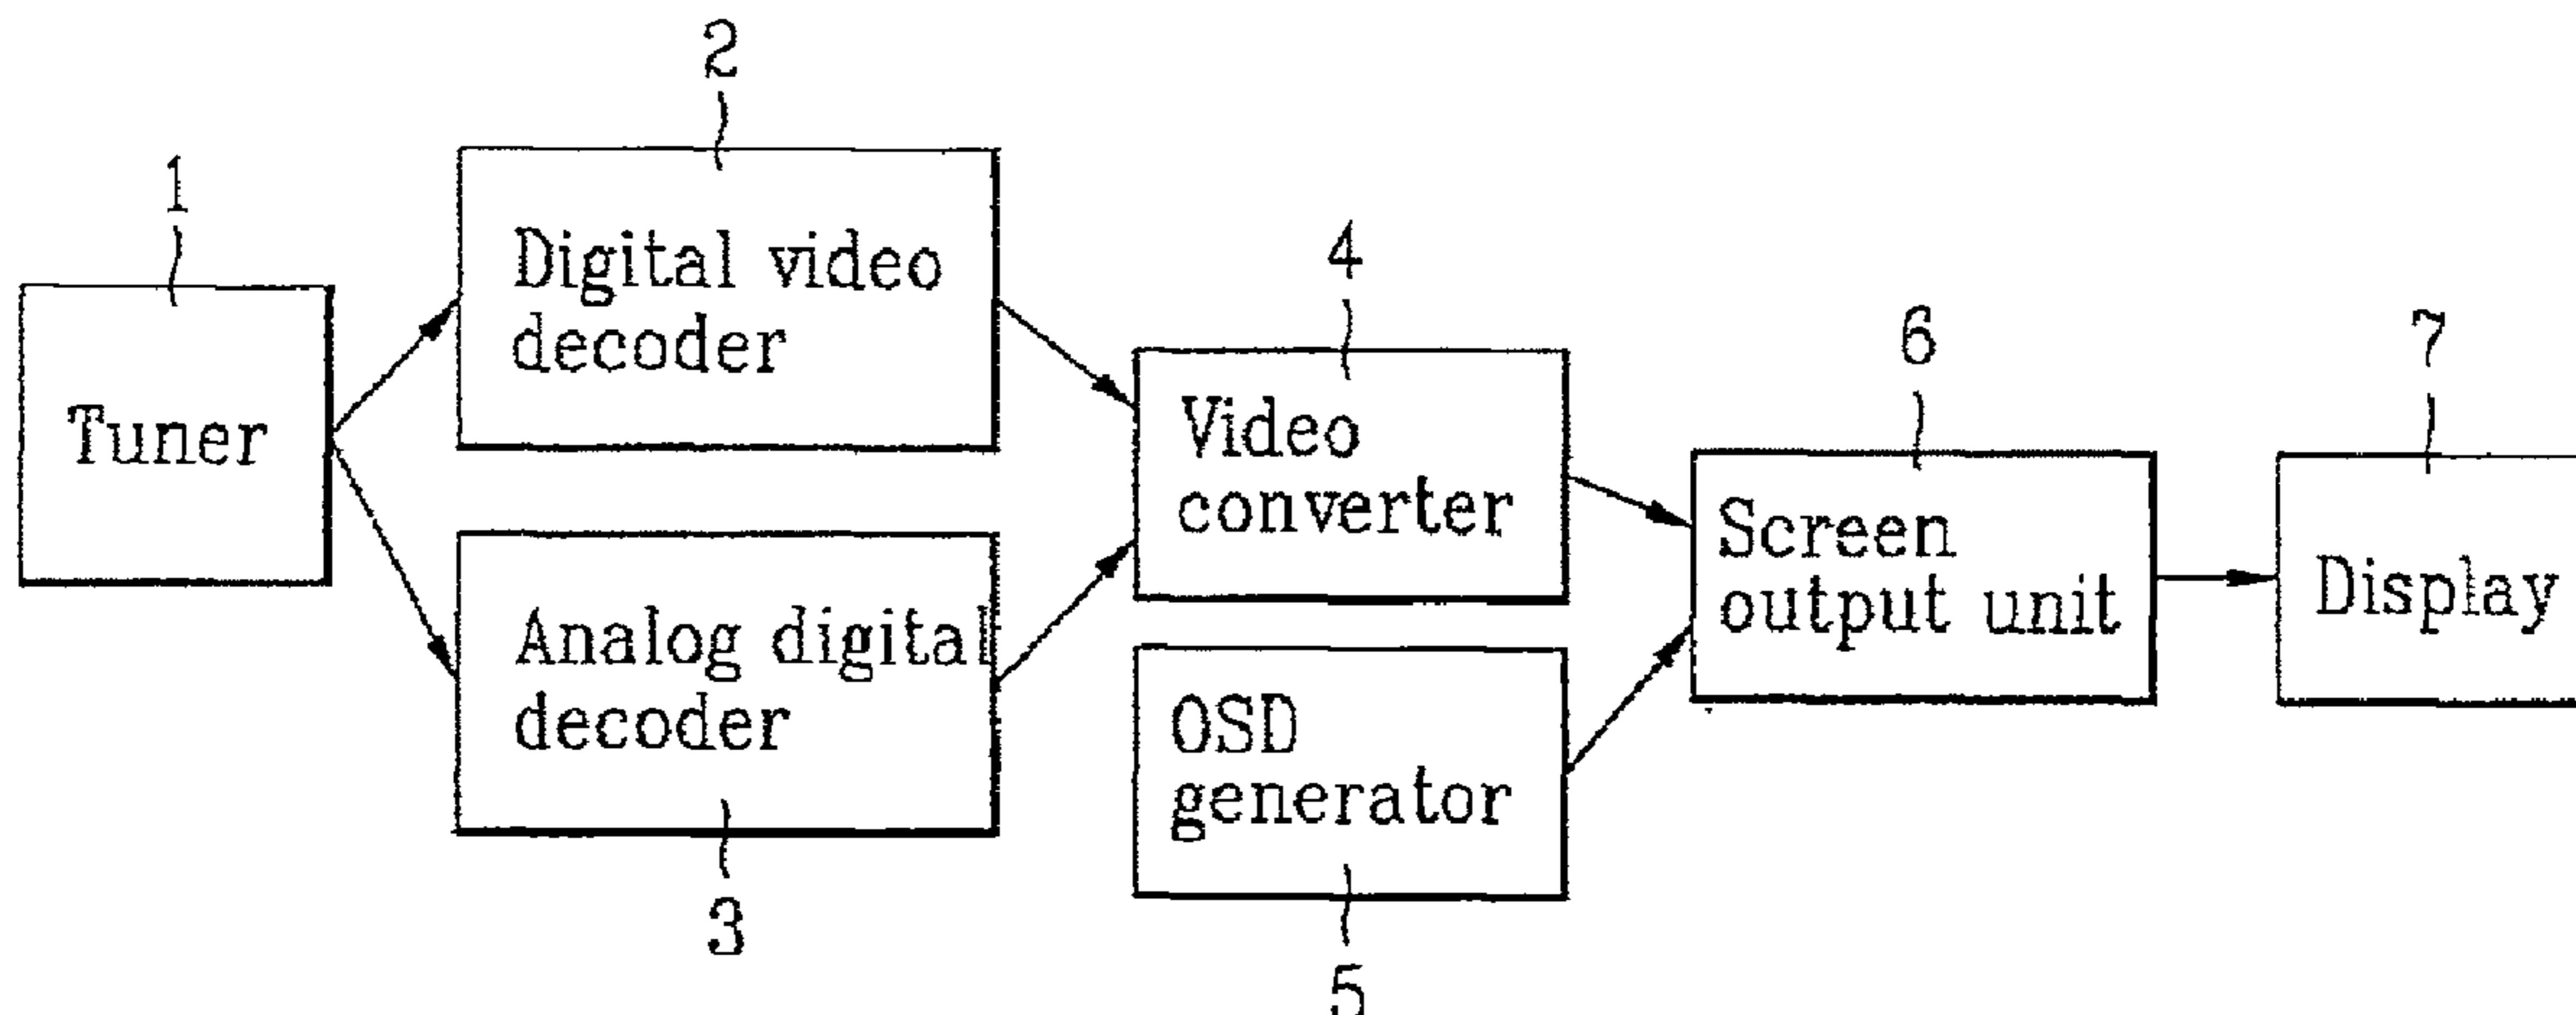 1
Tuner
2
Digital video
decoder
Analog digital
decoder
3
4
Video
converter
OSD
generator
5
6
Screen
output unit
7
Display